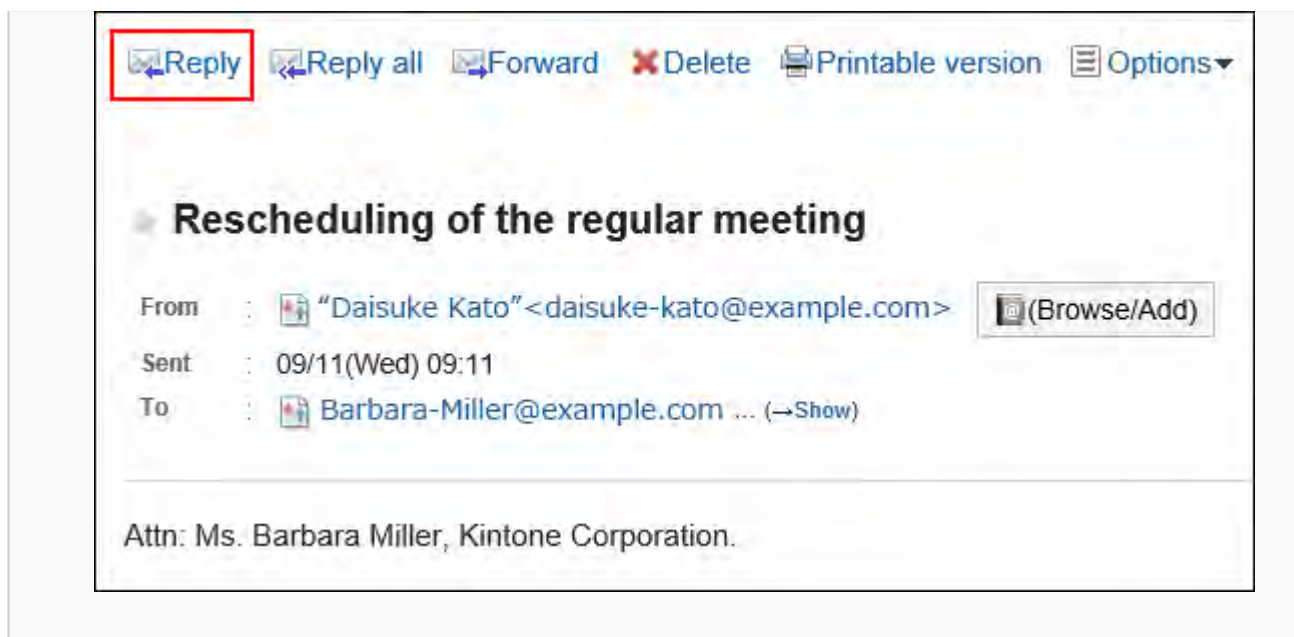 Reply Reply all Forward Delete Printable version Options▾
Rescheduling of the regular meeting
From : "Daisuke Kato"<daisuke-kato@example.com> (Browse/Add)
Sent : 09/11(Wed) 09:11
To : Barbara-Miller@example.com ... (→Show)
Attn: Ms. Barbara Miller, Kintone Corporation.